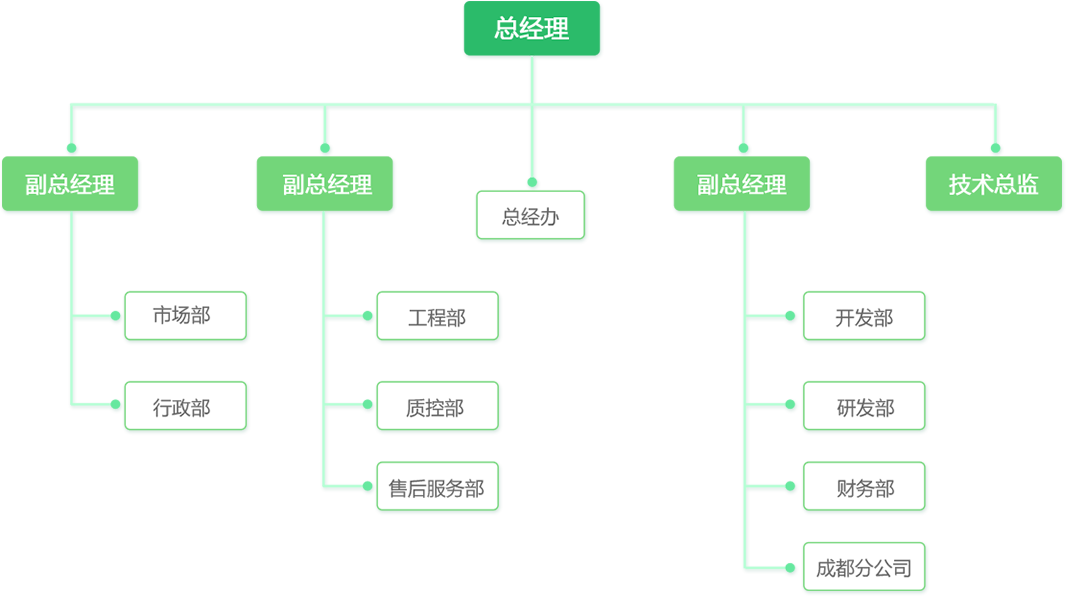 总经理
副总经理
副总经理
总经办
副总经理
技术总监
市场部
工程部
开发部
行政部
质控部
研发部
售后服务部
财务部
成都分公司